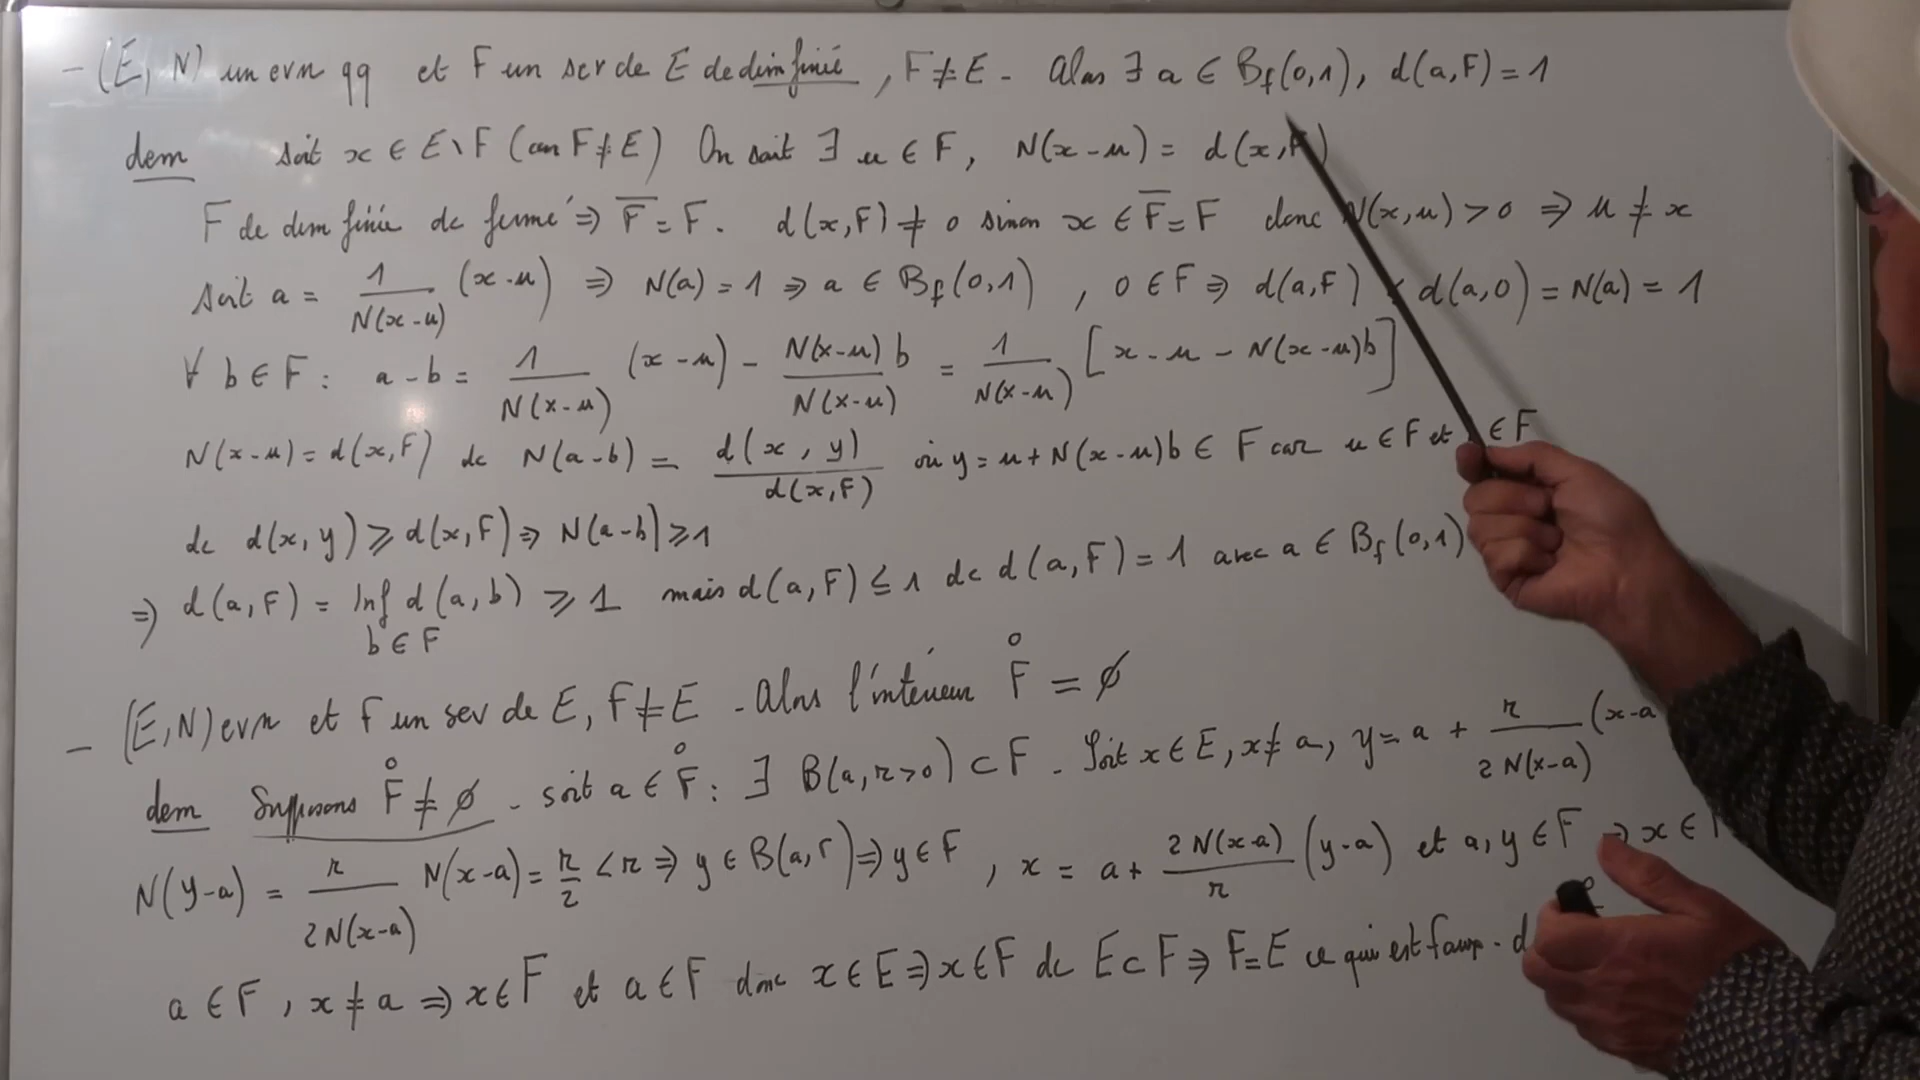 - (E, N) un evn qq et F un sev de E de dim finie, F ≠ E - Alors ∃ a ∈ B_f(0,1), d(a,F) = 1
dem soit x ∈ E\F (car F ≠ E) On sait ∃ u ∈ F, N(x-u) = d(x,F)
F de dim finie dc fermé ⇒ F̅ = F. d(x,F) ≠ 0 sinon x ∈ F̅ = F donc N(x,u) > 0 ⇒ u ≠ x
Soit a = 1/N(x-u) (x-u) ⇒ N(a) = 1 ⇒ a ∈ B_f(0,1), 0 ∈ F ⇒ d(a,F) d(a,0) = N(a) = 1
∀ b ∈ F : a-b = 1/N(x-u) (x-u) - N(x-u)b/N(x-u) = 1/N(x-u) [x-u - N(x-u)b]
N(x-u) = d(x,F) dc N(a-b) = d(x,y)/d(x,F) où y = u + N(x-u)b ∈ F car u ∈ F et ∈ F
dc d(x,y) ⩾ d(x,F) ⇒ N(a-b) ⩾ 1
⇒ d(a,F) = Inf_{b ∈ F} d(a,b) ⩾ 1 mais d(a,F) ≤ 1 dc d(a,F) = 1 avec a ∈ B_f(0,1)
- (E,N) evn et F un sev de E, F ≠ E - Alors l'intérieur F̊ = ∅
dem Supposons F̊ ≠ ∅ - soit a ∈ F̊ : ∃ B(a, r>0) ⊂ F - Soit x ∈ E, x ≠ a, y = a + r/2N(x-a) (x-a
N(y-a) = r/2N(x-a) N(x-a) = r/2 < r ⇒ y ∈ B(a,r) ⇒ y ∈ F, x = a + 2N(x-a)/r (y-a) et a, y ∈ F ⇒ x ∈
a ∈ F, x ≠ a ⇒ x ∈ F et a ∈ F donc x ∈ E ⇒ x ∈ F dc E ⊂ F ⇒ F = E ce qui est faux - d